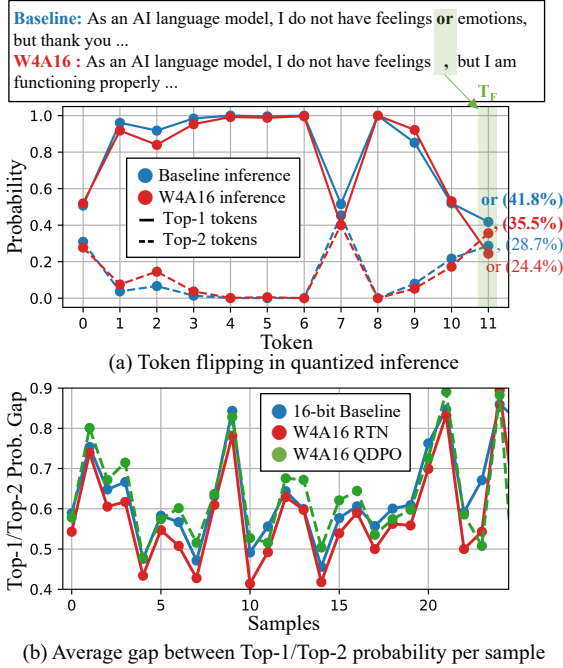 Baseline: As an AI language model, I do not have feelings or emotions,
but thank you ...
W4A16 : As an AI language model, I do not have feelings , but I am
functioning properly ...
T_F
1.0
0.8
0.6
0.4
0.2
0.0
Probability
Baseline inference
W4A16 inference
Top-1 tokens
Top-2 tokens
or (41.8%)
, (35.5%)
, (28.7%)
or (24.4%)
0 1 2 3 4 5 6 7 8 9 10 11
Token
(a) Token flipping in quantized inference
0.9
0.8
0.7
0.6
0.5
0.4
Top-1/Top-2 Prob. Gap
16-bit Baseline
W4A16 RTN
W4A16 QDPO
0 5 10 15 20
Samples
(b) Average gap between Top-1/Top-2 probability per sample